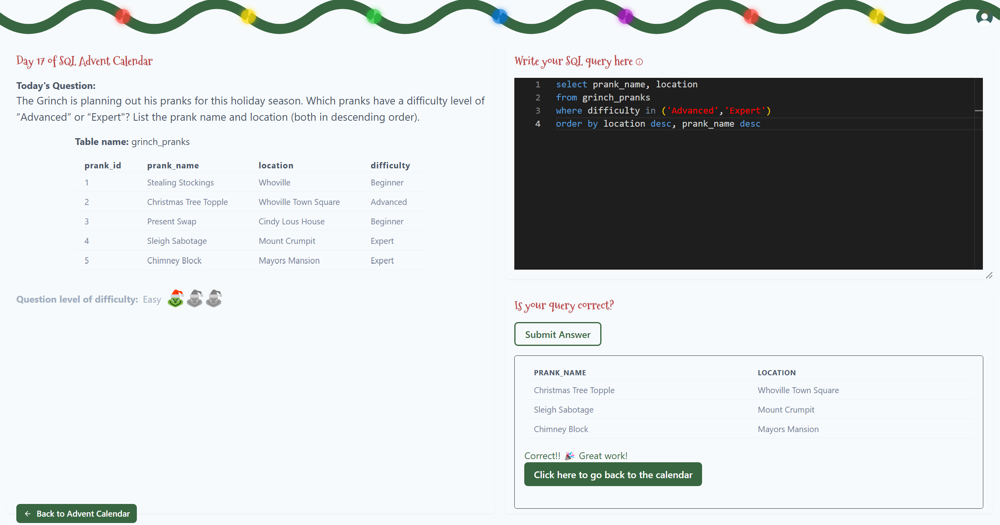 Day 17 of SQL Advent Calendar
Today's Question:
The Grinch is planning out his pranks for this holiday season. Which pranks have a difficulty level of
“Advanced” or “Expert"? List the prank name and location (both in descending order).
Table name: grinch_pranks
prank_id prank_name location difficulty
1 Stealing Stockings Whoville Beginner
2 Christmas Tree Topple Whoville Town Square Advanced
3 Present Swap Cindy Lous House Beginner
4 Sleigh Sabotage Mount Crumpit Expert
5 Chimney Block Mayors Mansion Expert
Question level of difficulty: Easy
Back to Advent Calendar
Write your SQL query here
1 select prank_name, location
2 from grinch_pranks
3 where difficulty in ('Advanced','Expert')
4 order by location desc, prank_name desc
Is your query correct?
Submit Answer
PRANK_NAME LOCATION
Christmas Tree Topple Whoville Town Square
Sleigh Sabotage Mount Crumpit
Chimney Block Mayors Mansion
Correct!! 🎉 Great work!
Click here to go back to the calendar